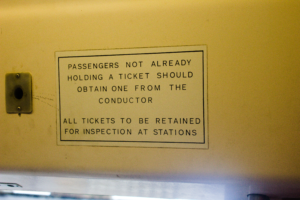 PASSENGERS NOT ALREADY
HOLDING A TICKET SHOULD
OBTAIN ONE FROM THE
CONDUCTOR
ALL TICKETS TO BE RETAINED
FOR INSPECTION AT STATIONS